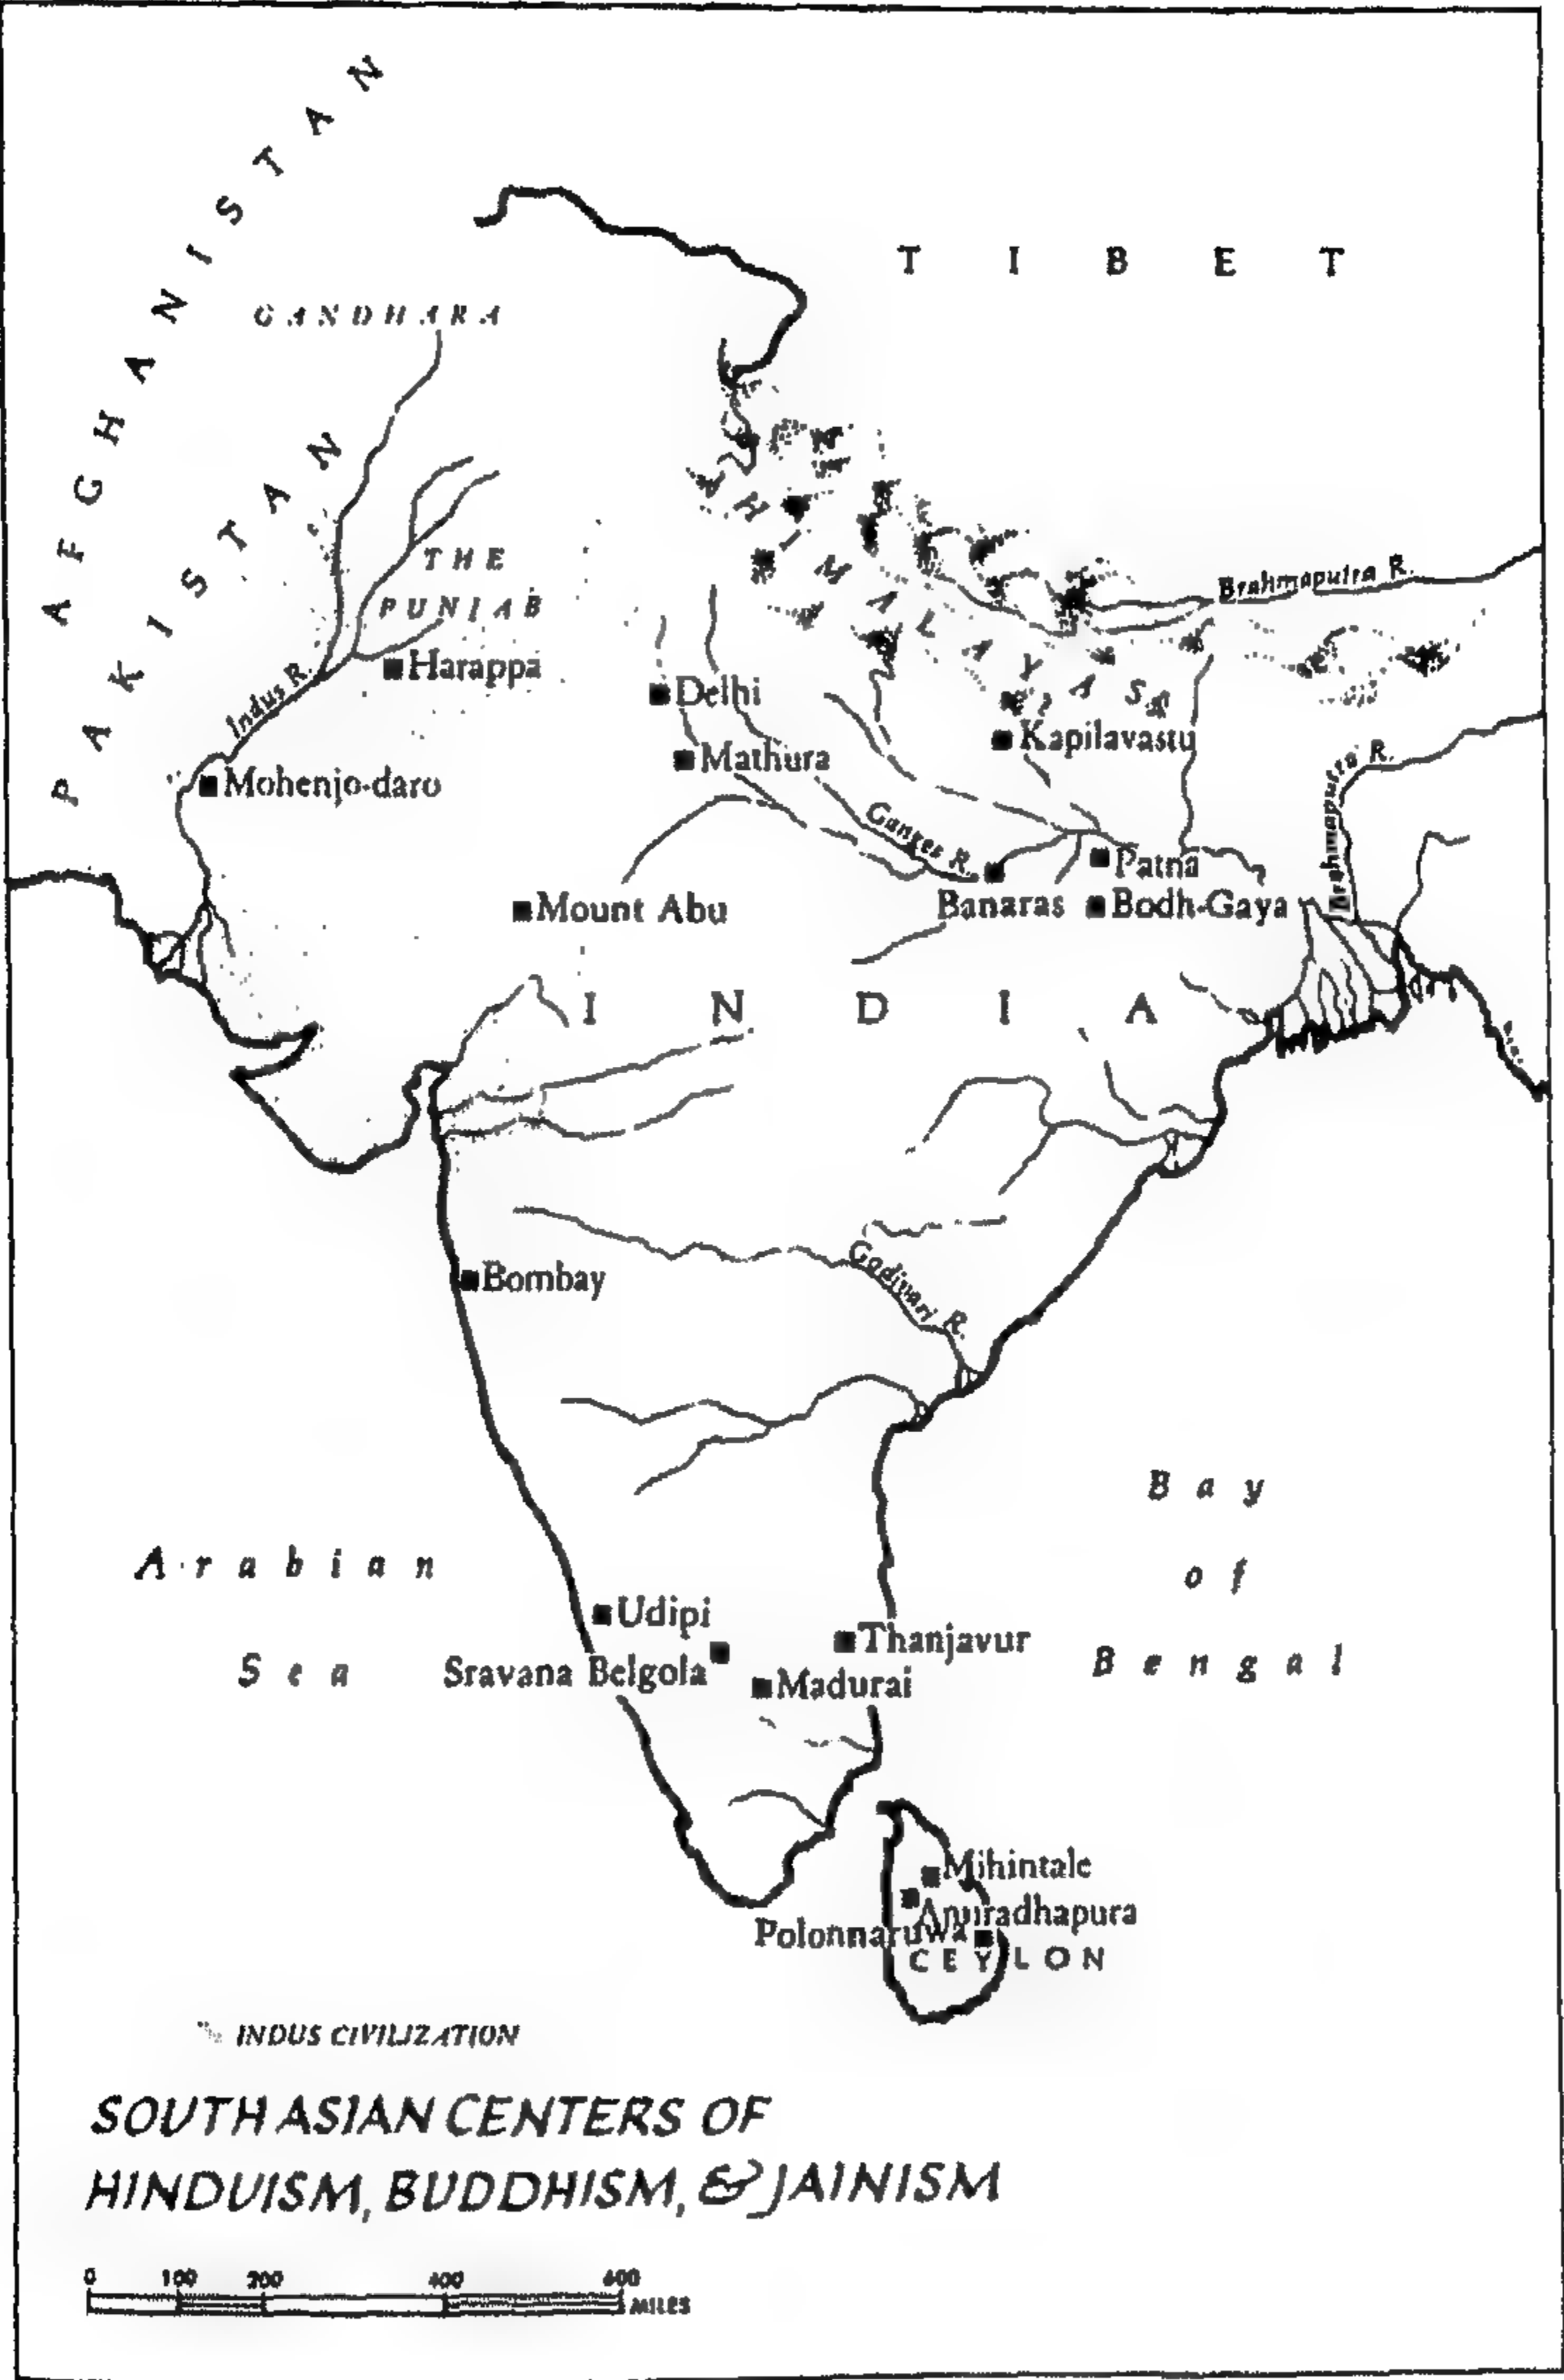 AFGHANISTAN
TIBET
GANDHARA
PAKISTAN
HIMALAYAS
THE
PUNJAB
Brahmaputra R.
Harappa
Indus R.
Delhi
Kapilavastu
Mathura
Brahmaputra R.
Mohenjo-daro
Ganges R.
Patna
Banaras
Bodh-Gaya
Mount Abu
INDIA
Godivari R.
Bombay
Bay
of
Bengal
Arabian
Sea
Udipi
Thanjavur
Sravana Belgola
Madurai
Mihintale
Anuradhapura
Polonnaruwa
CEYLON
INDUS CIVILIZATION
SOUTH ASIAN CENTERS OF
HINDUISM, BUDDHISM, & JAINISM
0 100 200 400 600
MILES